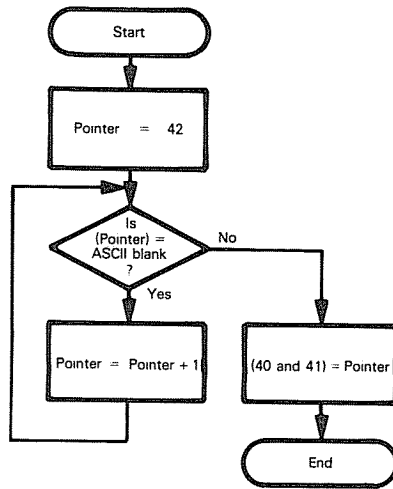 Start
Pointer = 42
Is
(Pointer) =
ASCII blank
?
No
Yes
Pointer = Pointer + 1
(40 and 41) = Pointer
End